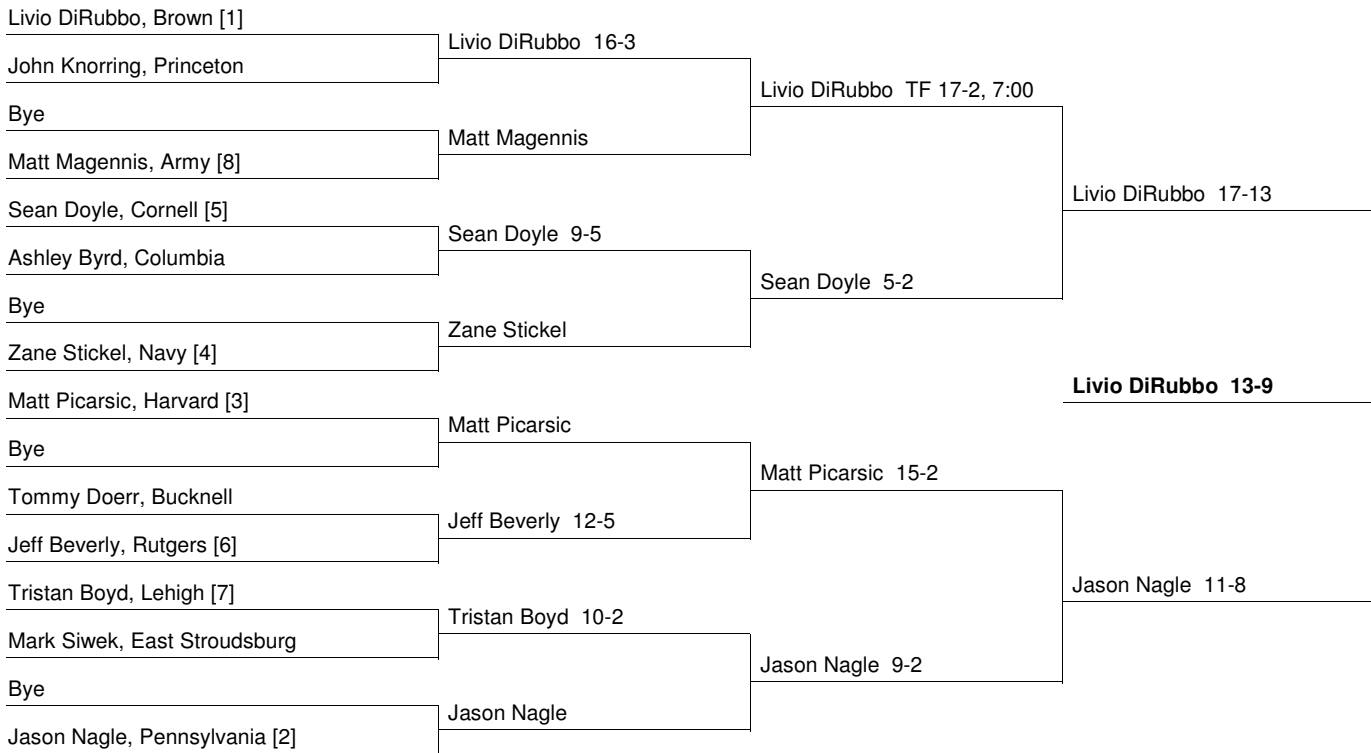 Livio DiRubbo, Brown [1]
Livio DiRubbo 16-3
John Knorring, Princeton
Livio DiRubbo TF 17-2, 7:00
Bye
Matt Magennis
Matt Magennis, Army [8]
Livio DiRubbo 17-13
Sean Doyle, Cornell [5]
Sean Doyle 9-5
Ashley Byrd, Columbia
Sean Doyle 5-2
Bye
Zane Stickel
Zane Stickel, Navy [4]
Livio DiRubbo 13-9
Matt Picarsic, Harvard [3]
Matt Picarsic
Bye
Matt Picarsic 15-2
Tommy Doerr, Bucknell
Jeff Beverly 12-5
Jeff Beverly, Rutgers [6]
Jason Nagle 11-8
Tristan Boyd, Lehigh [7]
Tristan Boyd 10-2
Mark Siwek, East Stroudsburg
Jason Nagle 9-2
Bye
Jason Nagle
Jason Nagle, Pennsylvania [2]